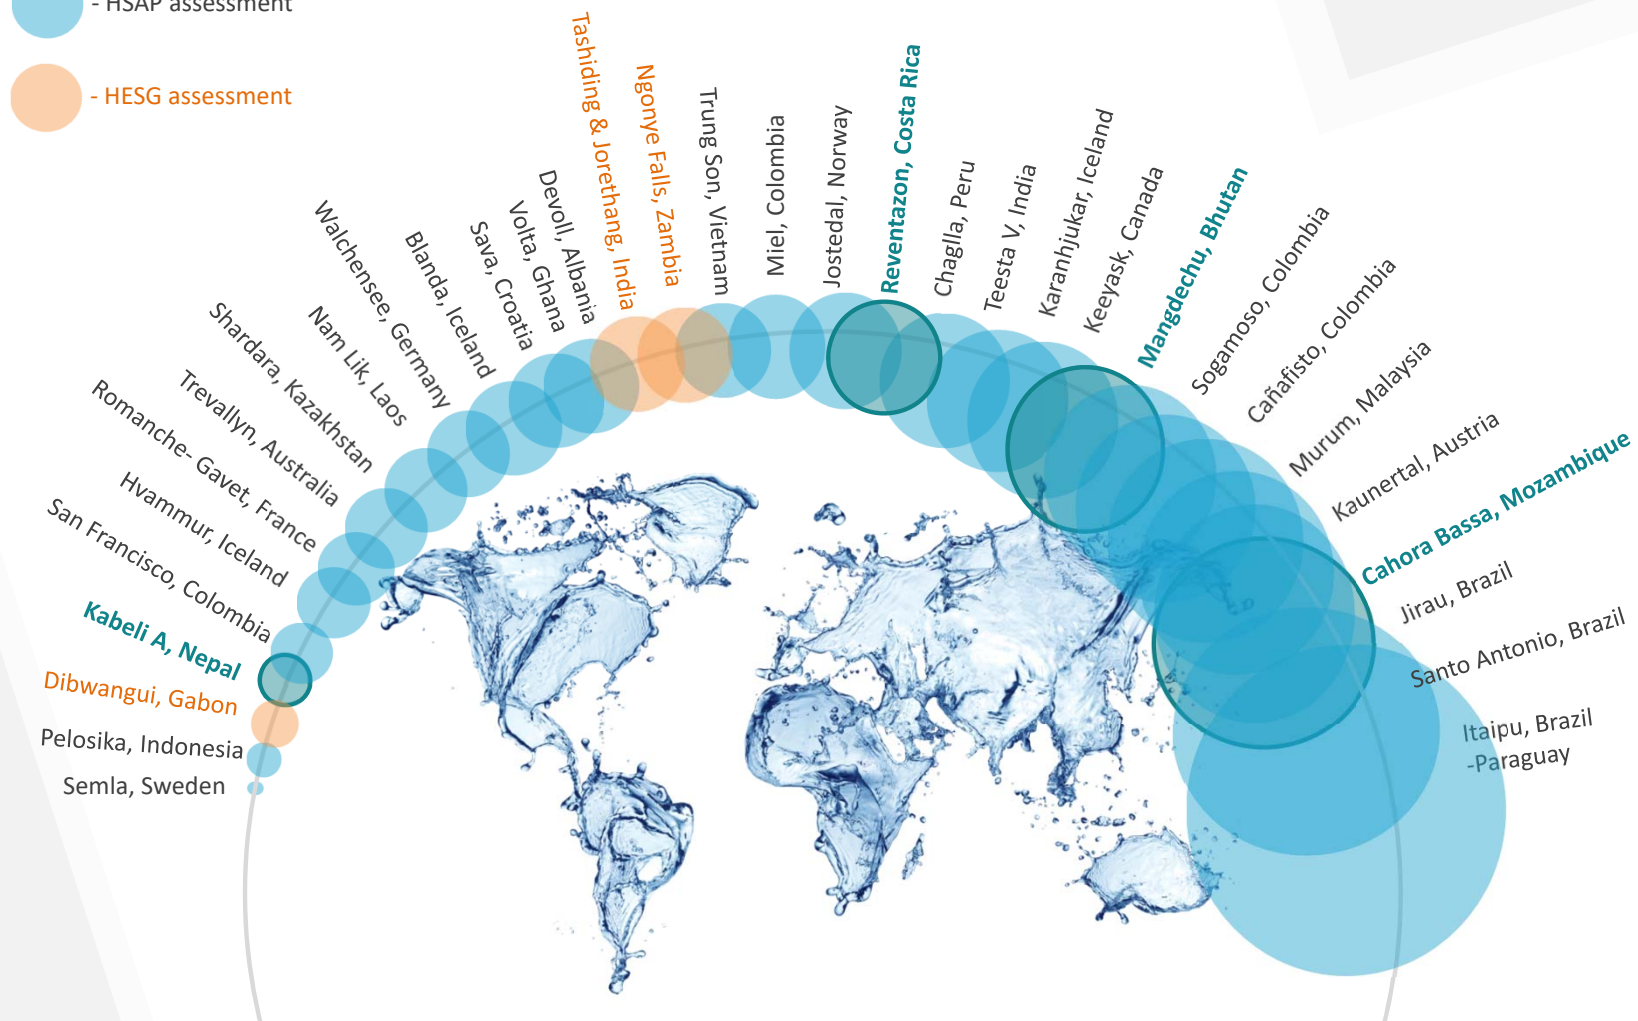 - HSAP assessment
- HESG assessment
Semla, Sweden
Pelosika, Indonesia
Dibwangui, Gabon
Kabeli A, Nepal
San Francisco, Colombia
Hvammur, Iceland
Romanche- Gavet, France
Trevallyn, Australia
Shardara, Kazakhstan
Nam Lik, Laos
Walchensee, Germany
Blanda, Iceland
Sava, Croatia
Volta, Ghana
Devoll, Albania
Tashiding & Jorethang, India
Ngonye Falls, Zambia
Trung Son, Vietnam
Miel, Colombia
Jostedal, Norway
Reventazon, Costa Rica
Chaglla, Peru
Teesta V, India
Karanhjukar, Iceland
Keeyask, Canada
Mangdechu, Bhutan
Sogamoso, Colombia
Cañafisto, Colombia
Murum, Malaysia
Kaunertal, Austria
Cahora Bassa, Mozambique
Jirau, Brazil
Santo Antonio, Brazil
Itaipu, Brazil
-Paraguay